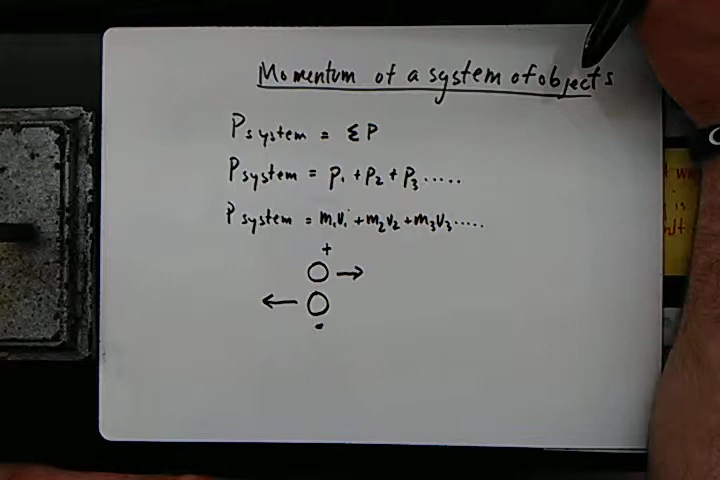 Momentum of a system of objects
Psystem = ΣP
Psystem = P₁ + P₂ + P₃ .....
Psystem = m₁v₁ + m₂v₂ + m₃v₃ .....
+
-